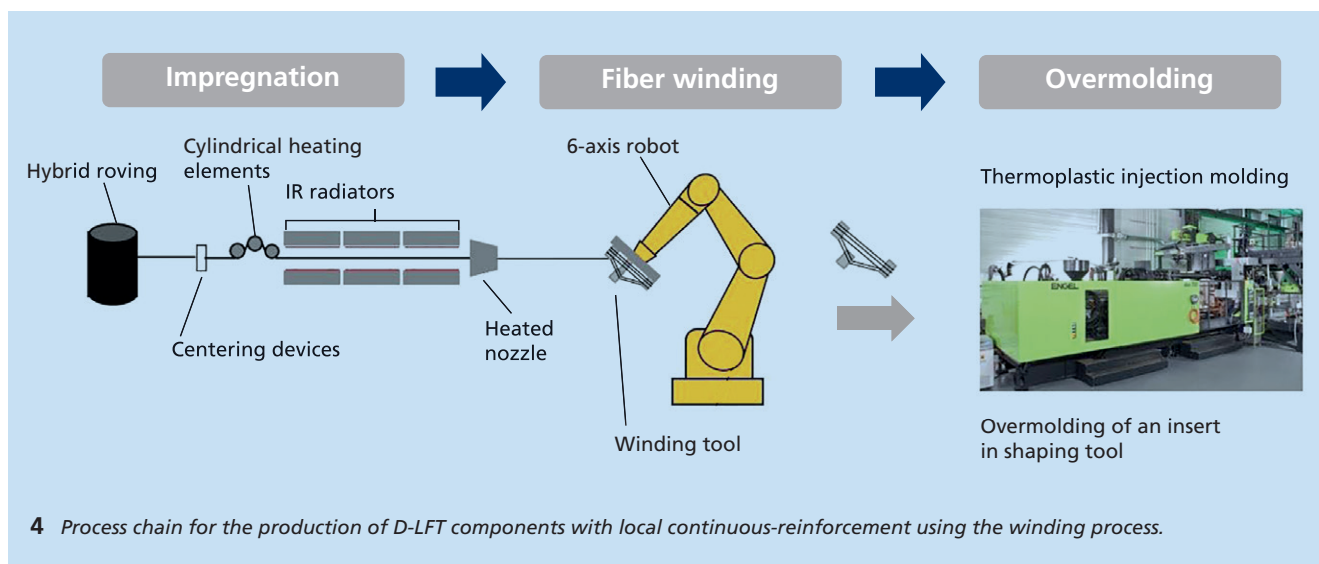 Impregnation
Fiber winding
Overmolding
Hybrid roving
Cylindrical heating
elements
IR radiators
Centering devices
Heated
nozzle
6-axis robot
Winding tool
Thermoplastic injection molding
ENGEL
Overmolding of an insert
in shaping tool
4 Process chain for the production of D-LFT components with local continuous-reinforcement using the winding process.